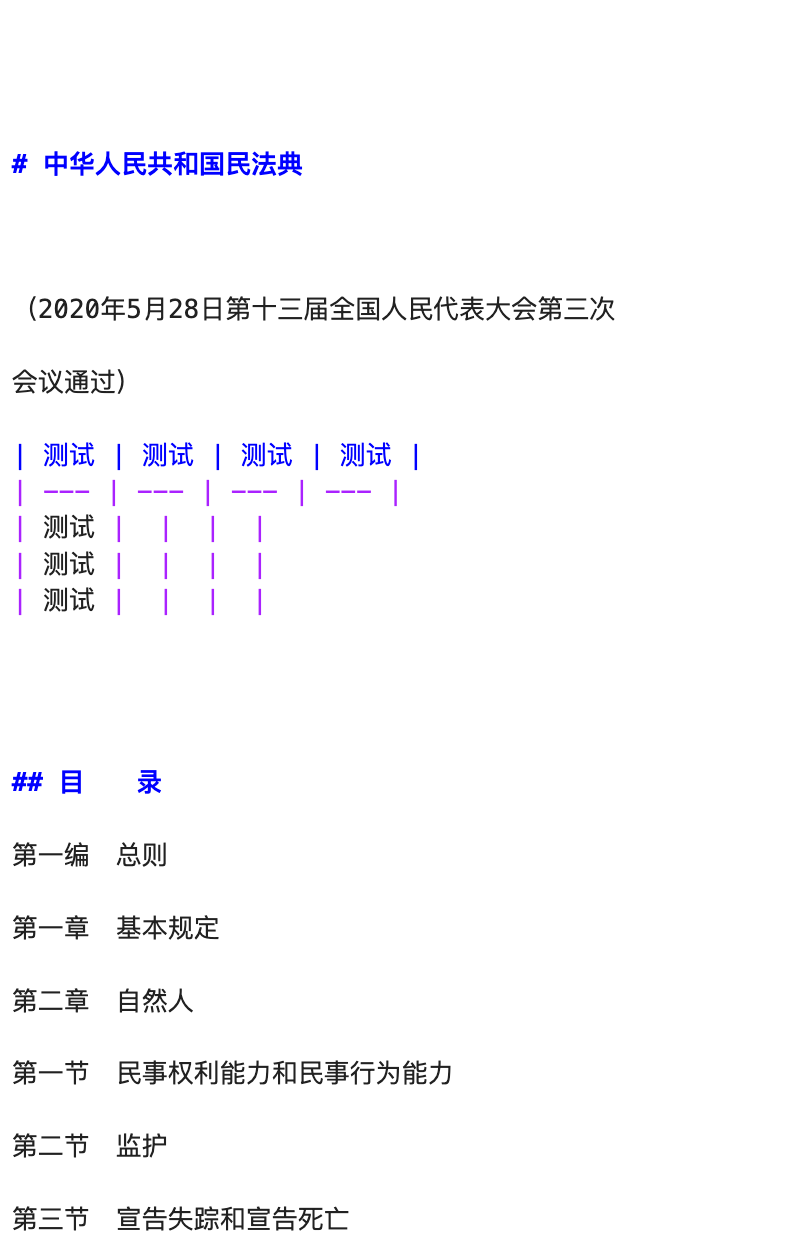 # 中华人民共和国民法典
（2020年5月28日第十三届全国人民代表大会第三次
会议通过）
| 测试 | 测试 | 测试 | 测试 |
| --- | --- | --- | --- |
| 测试 |  |  |  |
| 测试 |  |  |  |
| 测试 |  |  |  |
## 目　　录
第一编　总则
第一章　基本规定
第二章　自然人
第一节　民事权利能力和民事行为能力
第二节　监护
第三节　宣告失踪和宣告死亡